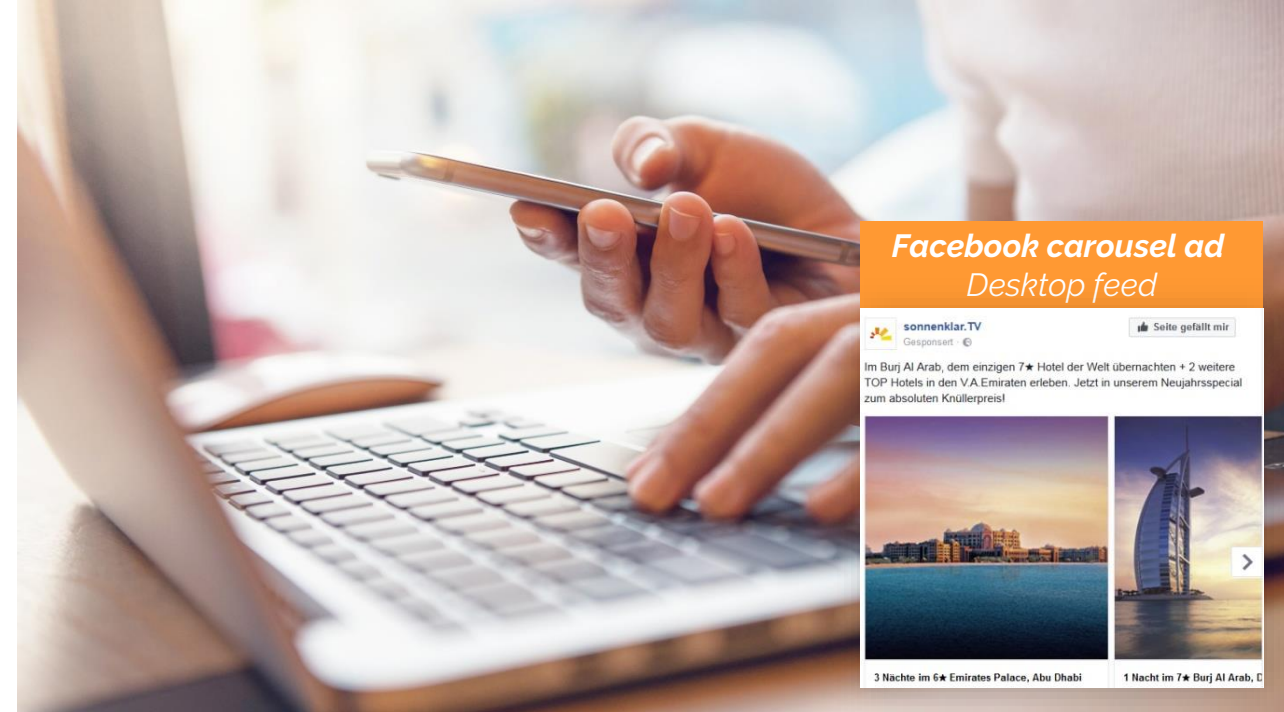 Facebook carousel ad
Desktop feed
sonnenklar.TV
Seite gefällt mir
Gesponsert ·
Im Burj Al Arab, dem einzigen 7★ Hotel der Welt übernachten + 2 weitere
TOP Hotels in den V.A.Emiraten erleben. Jetzt in unserem Neujahrsspecial
zum absoluten Knüllerpreis!
3 Nächte im 6★ Emirates Palace, Abu Dhabi
1 Nacht im 7★ Burj Al Arab, D